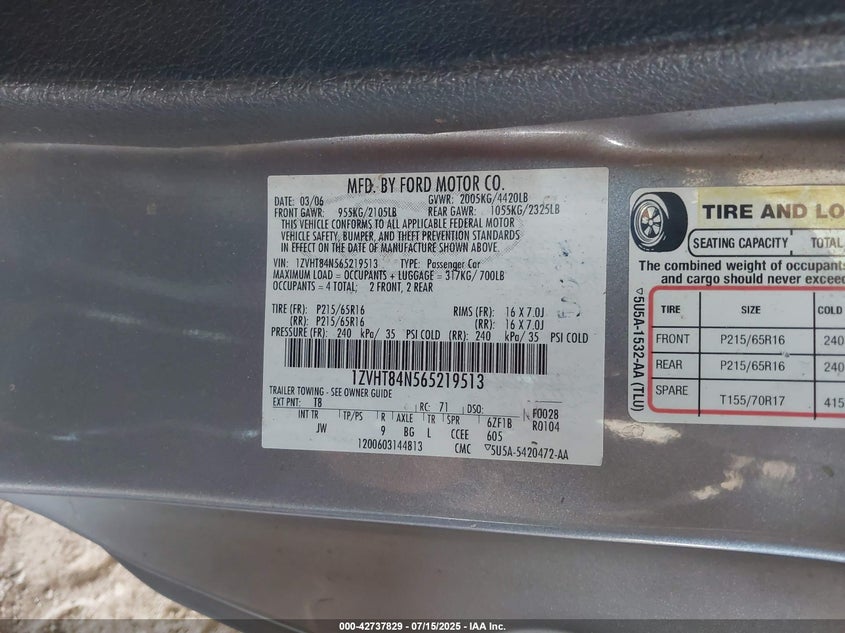 MFD. BY FORD MOTOR CO.
DATE: 03/06 GVWR: 2005KG/4420LB
FRONT GAWR: 955KG/2105LB REAR GAWR: 1055KG/2325LB
THIS VEHICLE CONFORMS TO ALL APPLICABLE FEDERAL MOTOR
VEHICLE SAFETY, BUMPER, AND THEFT PREVENTION STANDARDS
IN EFFECT ON THE DATE OF MANUFACTURE SHOWN ABOVE.
VIN: 1ZVHT84N565219513 TYPE: Passenger Car
MAXIMUM LOAD = OCCUPANTS + LUGGAGE = 317KG/ 700LB
OCCUPANTS = 4 TOTAL; 2 FRONT, 2 REAR
TIRE (FR): P215/65R16 RIMS (FR): 16 X 7.0J
(RR): P215/65R16 (RR): 16 X 7.0J
PRESSURE (FR): 240 kPa/ 35 PSI COLD (RR): 240 kPa/ 35 PSI COLD
1ZVHT84N565219513
TRAILER TOWING - SEE OWNER GUIDE
EXT PNT: T8 RC: 71 DSO: F0028
INT TR TP/PS R AXLE TR SPR 6ZF1B R0104
JW 9 BG L CCEE 605
1200603144813 CMC ▽5U5A-5420472-AA
TIRE AND LO
SEATING CAPACITY TOTAL
The combined weight of occupants
and cargo should never exceed
▽5U5A-1532-AA (TLU)
TIRE SIZE COLD
FRONT P215/65R16 240
REAR P215/65R16 240
SPARE T155/70R17 415
000-42737829 - 07/15/2025 - IAA Inc.